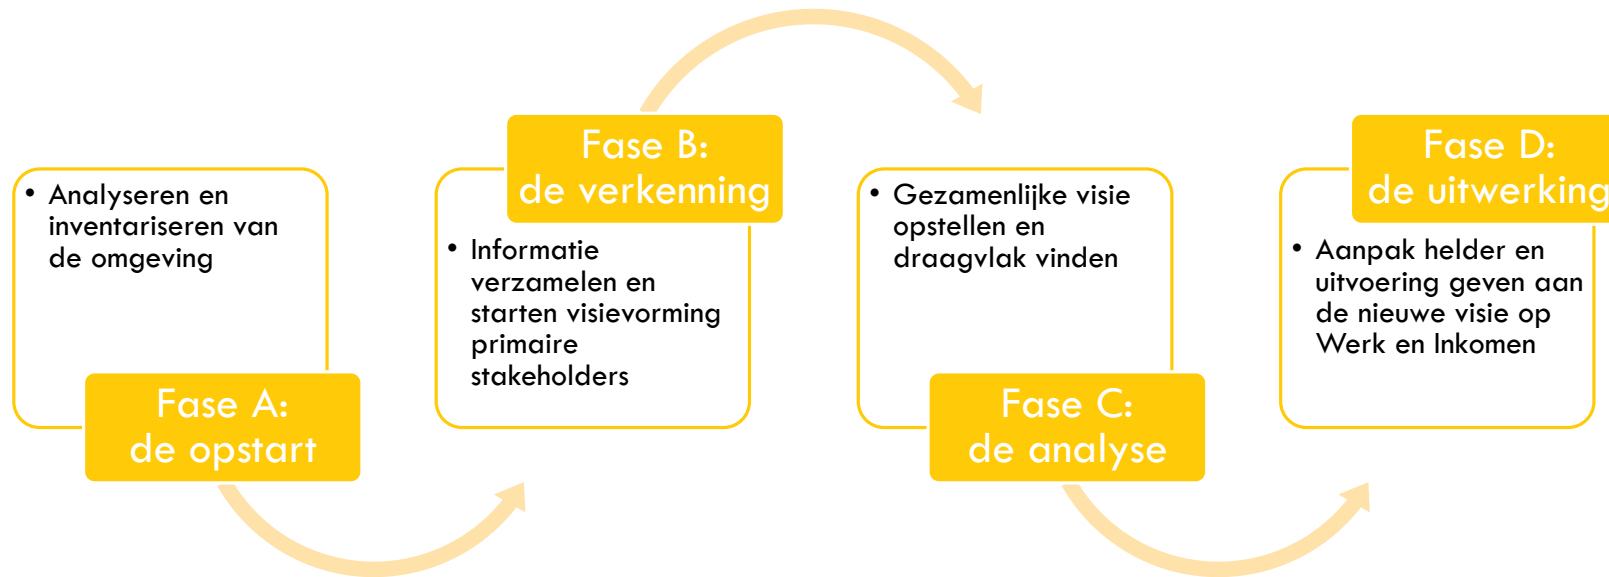 • Analyseren en
inventariseren van
de omgeving
Fase A:
de opstart
Fase B:
de verkenning
• Informatie
verzamelen en
starten visievorming
primaire
stakeholders
• Gezamenlijke visie
opstellen en
draagvlak vinden
Fase C:
de analyse
Fase D:
de uitwerking
• Aanpak helder en
uitvoering geven aan
de nieuwe visie op
Werk en Inkomen